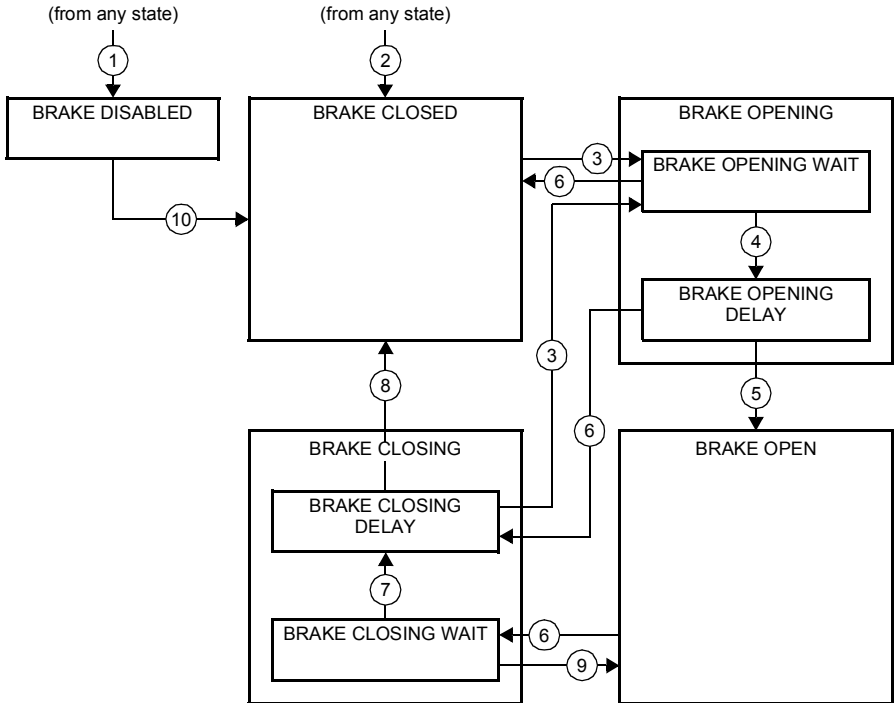 (from any state)
(from any state)
1
2
BRAKE DISABLED
BRAKE CLOSED
BRAKE OPENING
3
BRAKE OPENING WAIT
6
10
4
BRAKE OPENING
DELAY
3
8
5
6
BRAKE CLOSING
BRAKE OPEN
BRAKE CLOSING
DELAY
7
BRAKE CLOSING WAIT
6
9